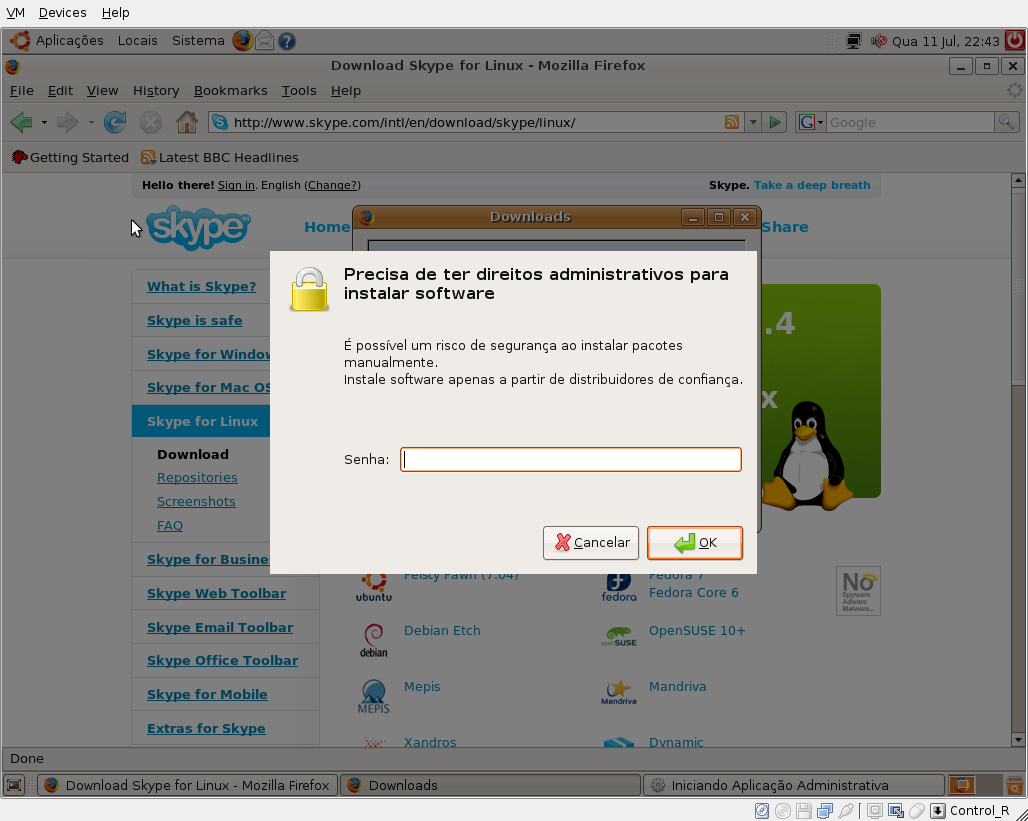 VM Devices Help
Aplicações Locais Sistema Qua 11 Jul, 22:43
Download Skype for Linux - Mozilla Firefox
File Edit View History Bookmarks Tools Help
http://www.skype.com/intl/en/download/skype/linux/ Google
Getting Started Latest BBC Headlines
Hello there! Sign in. English (Change?) Skype. Take a deep breath
skype Home Downloads Share
Precisa de ter direitos administrativos para
instalar software
É possível um risco de segurança ao instalar pacotes
manualmente.
Instale software apenas a partir de distribuidores de confiança.
Senha:
Cancelar OK
What is Skype?
Skype is safe
.4
Skype for Window
Skype for Mac OS
x
Skype for Linux
Download
Repositories
Screenshots
FAQ
Skype for Busine
Skype Web Toolbar
Skype Email Toolbar
Skype Office Toolbar
Skype for Mobile
Extras for Skype
ubuntu Feisty Fawn (7.04)
fedora Fedora 7
Fedora Core 6
No
Spyware
Adware
Malware...
debian Debian Etch
openSUSE OpenSUSE 10+
MEPIS Mepis
Mandriva Mandriva
Xandros
Dynamic
Done
Download Skype for Linux - Mozilla Firefox Downloads Iniciando Aplicação Administrativa
Control_R